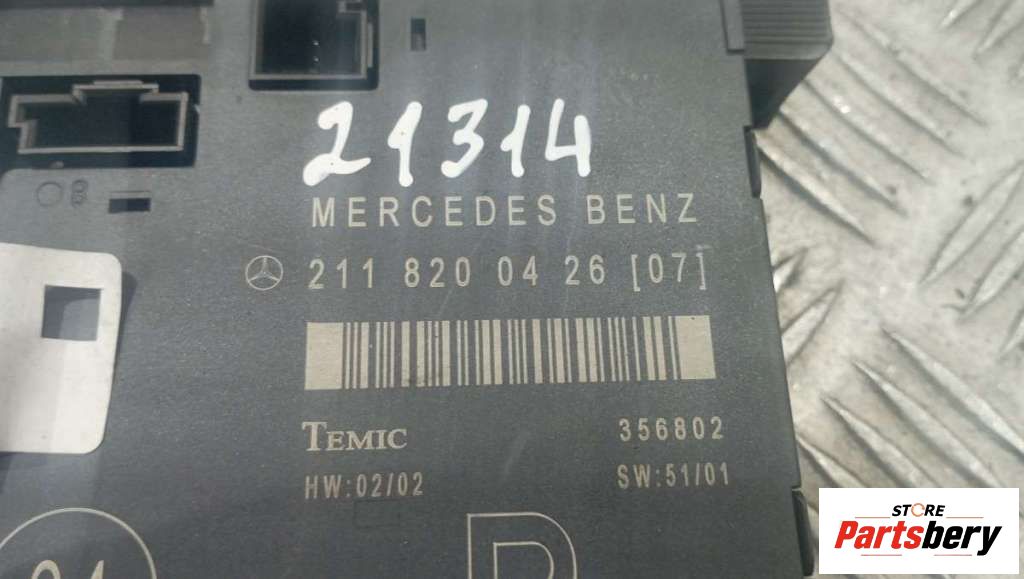 21314
MERCEDES BENZ
211 820 04 26 [07]
TEMIC 356802
HW:02/02 SW:51/01
STORE
Partsbery